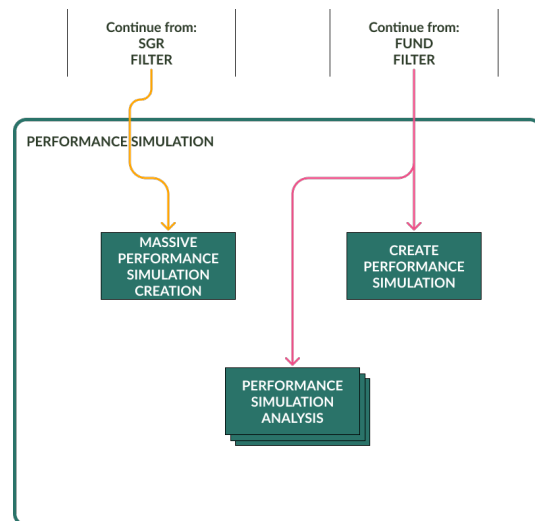 Continue from:
SGR
FILTER
Continue from:
FUND
FILTER
PERFORMANCE SIMULATION
MASSIVE
PERFORMANCE
SIMULATION
CREATION
CREATE
PERFORMANCE
SIMULATION
PERFORMANCE
SIMULATION
ANALYSIS